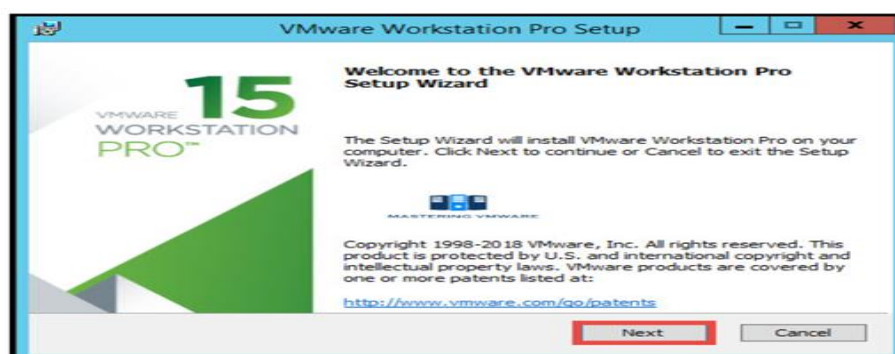 VMware Workstation Pro Setup
15
VMWARE
WORKSTATION
PRO™
Welcome to the VMware Workstation Pro
Setup Wizard
The Setup Wizard will install VMware Workstation Pro on your
computer. Click Next to continue or Cancel to exit the Setup
Wizard.
MASTERING VMWARE
Copyright 1998-2018 VMware, Inc. All rights reserved. This
product is protected by U.S. and international copyright and
intellectual property laws. VMware products are covered by
one or more patents listed at:
http://www.vmware.com/go/patents
Next
Cancel